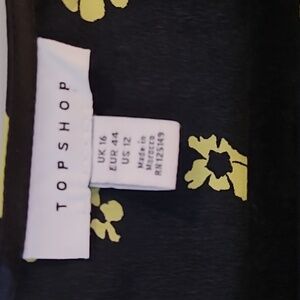 TOPSHOP
UK 16
EUR 44
US 12
Made in
Morocco
RN125149